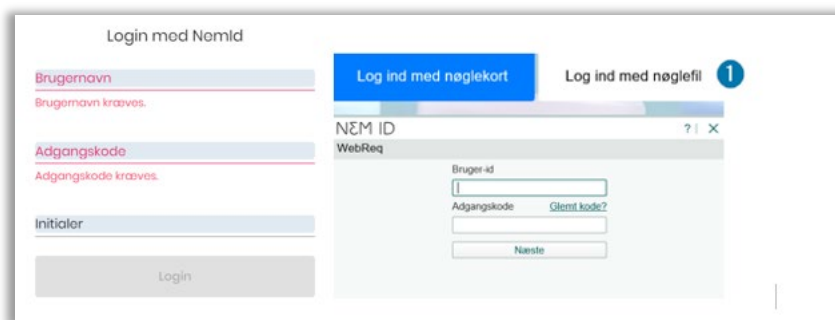 Login med NemId
Brugernavn
Brugernavn kræves.
Adgangskode
Adgangskode kræves.
Initialer
Login
Log ind med nøglekort
Log ind med nøglefil
1
NEM ID
? | X
WebReq
Bruger-id
Adgangskode Glemt kode?
Næste